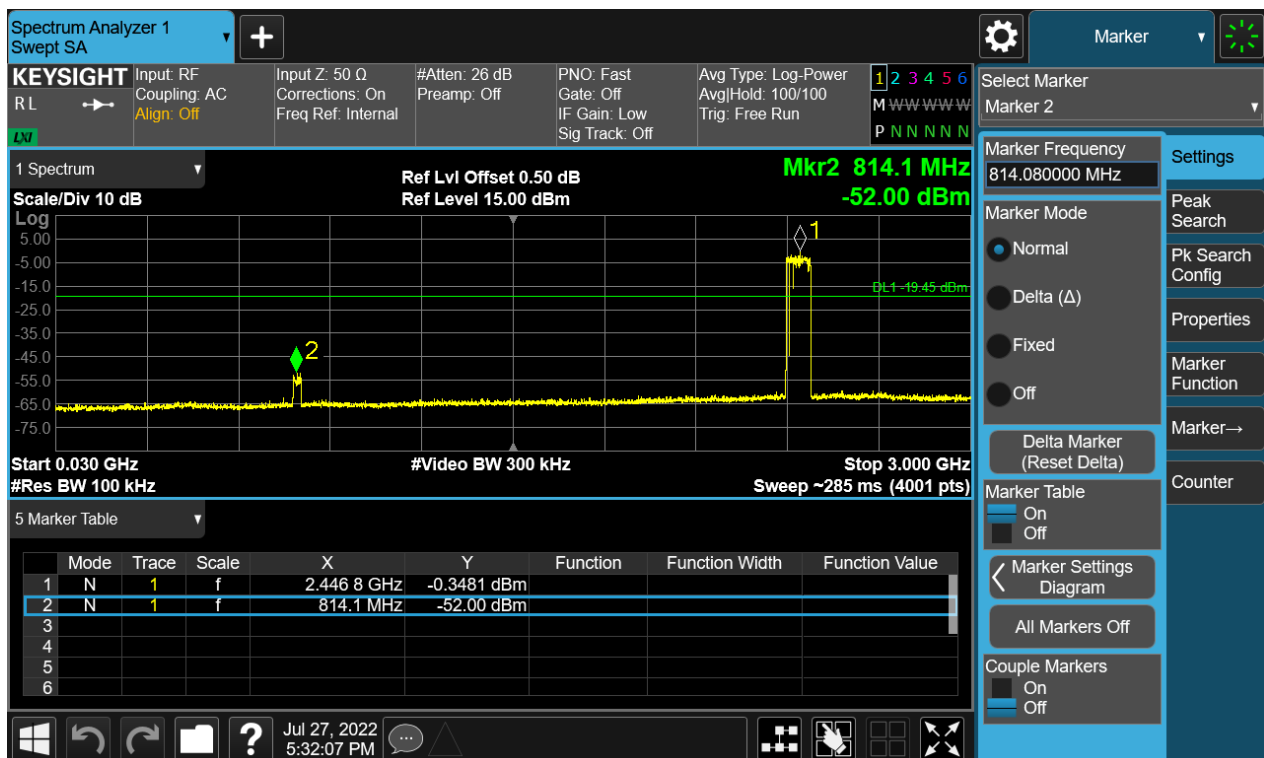 Spectrum Analyzer 1
Swept SA
+
Marker
KEYSIGHT
R L
LXI
Input: RF
Coupling: AC
Align: Off
Input Z: 50 Ω
Corrections: On
Freq Ref: Internal
#Atten: 26 dB
Preamp: Off
PNO: Fast
Gate: Off
IF Gain: Low
Sig Track: Off
Avg Type: Log-Power
Avg|Hold: 100/100
Trig: Free Run
1 2 3 4 5 6
M W W W W W
P N N N N N
1 Spectrum
Scale/Div 10 dB
Ref Lvl Offset 0.50 dB
Ref Level 15.00 dBm
Mkr2 814.1 MHz
-52.00 dBm
Log
5.00
-5.00
-15.0
-25.0
-35.0
-45.0
-55.0
-65.0
-75.0
1
2
DL1 -19.45 dBm
Start 0.030 GHz
#Video BW 300 kHz
Stop 3.000 GHz
#Res BW 100 kHz
Sweep ~285 ms (4001 pts)
5 Marker Table
Mode Trace Scale X Y Function Function Width Function Value
1 N 1 f 2.446 8 GHz -0.3481 dBm
2 N 1 f 814.1 MHz -52.00 dBm
3
4
5
6
?
Jul 27, 2022
5:32:07 PM
Select Marker
Marker 2
Marker Frequency
814.080000 MHz
Marker Mode
Normal
Delta (Δ)
Fixed
Off
Delta Marker
(Reset Delta)
Marker Table
On
Off
Marker Settings
Diagram
All Markers Off
Couple Markers
On
Off
Settings
Peak
Search
Pk Search
Config
Properties
Marker
Function
Marker→
Counter